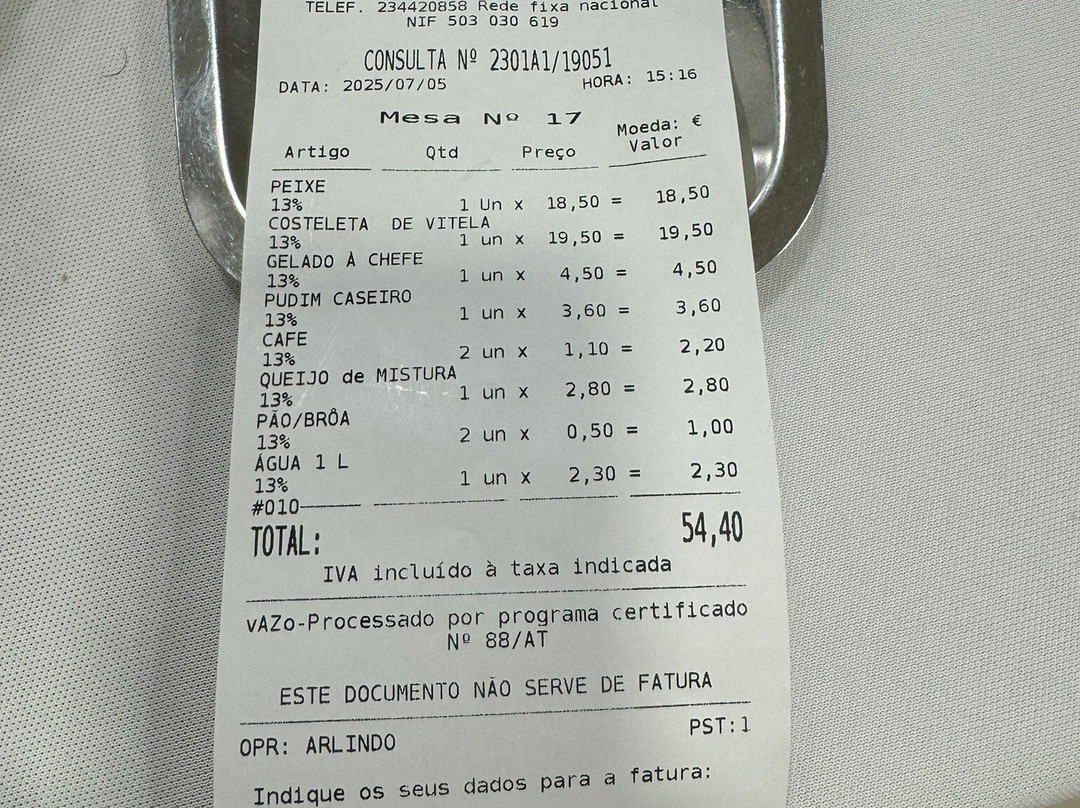 TELEF. 234420858 Rede fixa nacional
NIF 503 030 619
CONSULTA Nº 2301A1/19051
DATA: 2025/07/05 HORA: 15:16
Mesa Nº 17 Moeda: €
Artigo Qtd Preço Valor
PEIXE
13% 1 Un x 18,50 = 18,50
COSTELETA DE VITELA
13% 1 un x 19,50 = 19,50
GELADO À CHEFE
13% 1 un x 4,50 = 4,50
PUDIM CASEIRO
13% 1 un x 3,60 = 3,60
CAFE
13% 2 un x 1,10 = 2,20
QUEIJO de MISTURA
13% 1 un x 2,80 = 2,80
PÃO/BRÔA
13% 2 un x 0,50 = 1,00
ÁGUA 1 L
13% 1 un x 2,30 = 2,30
#010
TOTAL: 54,40
IVA incluído à taxa indicada
vAZo-Processado por programa certificado
Nº 88/AT
ESTE DOCUMENTO NÃO SERVE DE FATURA
OPR: ARLINDO PST:1
Indique os seus dados para a fatura: